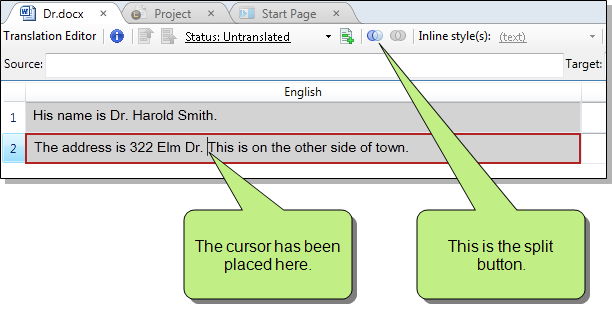 Dr.docx Project Start Page
Translation Editor Status: Untranslated Inline style(s): (text)
Source: Target:
English
1 His name is Dr. Harold Smith.
2 The address is 322 Elm Dr. This is on the other side of town.
The cursor has been
placed here.
This is the split
button.